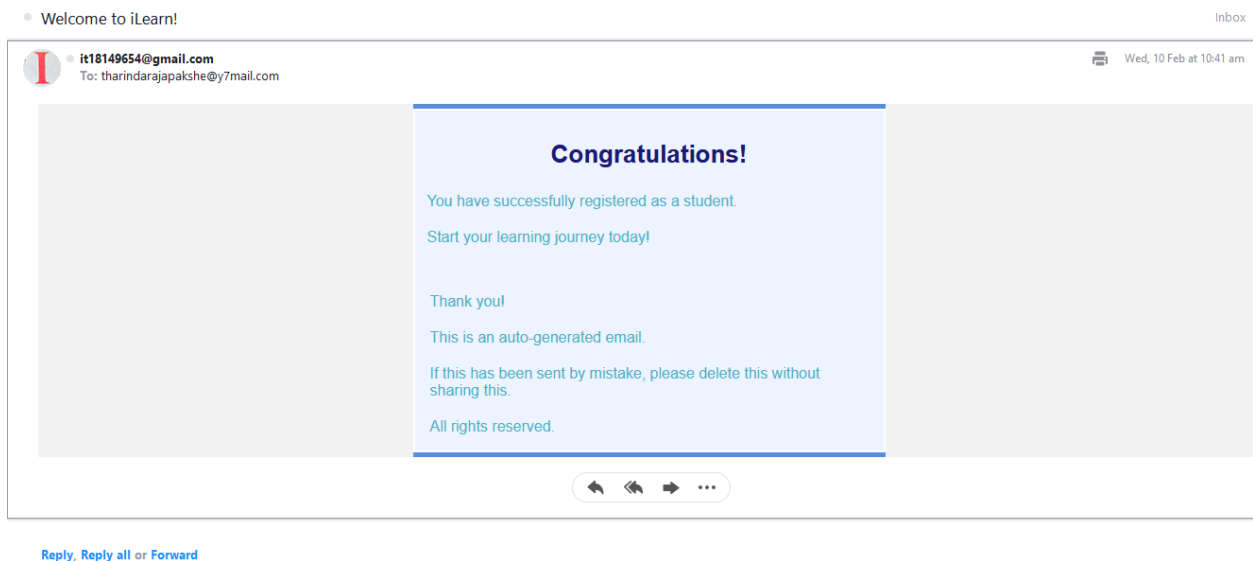 Welcome to iLearn!
Inbox
I
it18149654@gmail.com
Wed, 10 Feb at 10:41 am
To: tharindarajapakshe@y7mail.com
Congratulations!
You have successfully registered as a student.
Start your learning journey today!
Thank you!
This is an auto-generated email.
If this has been sent by mistake, please delete this without
sharing this.
All rights reserved.
Reply, Reply all or Forward